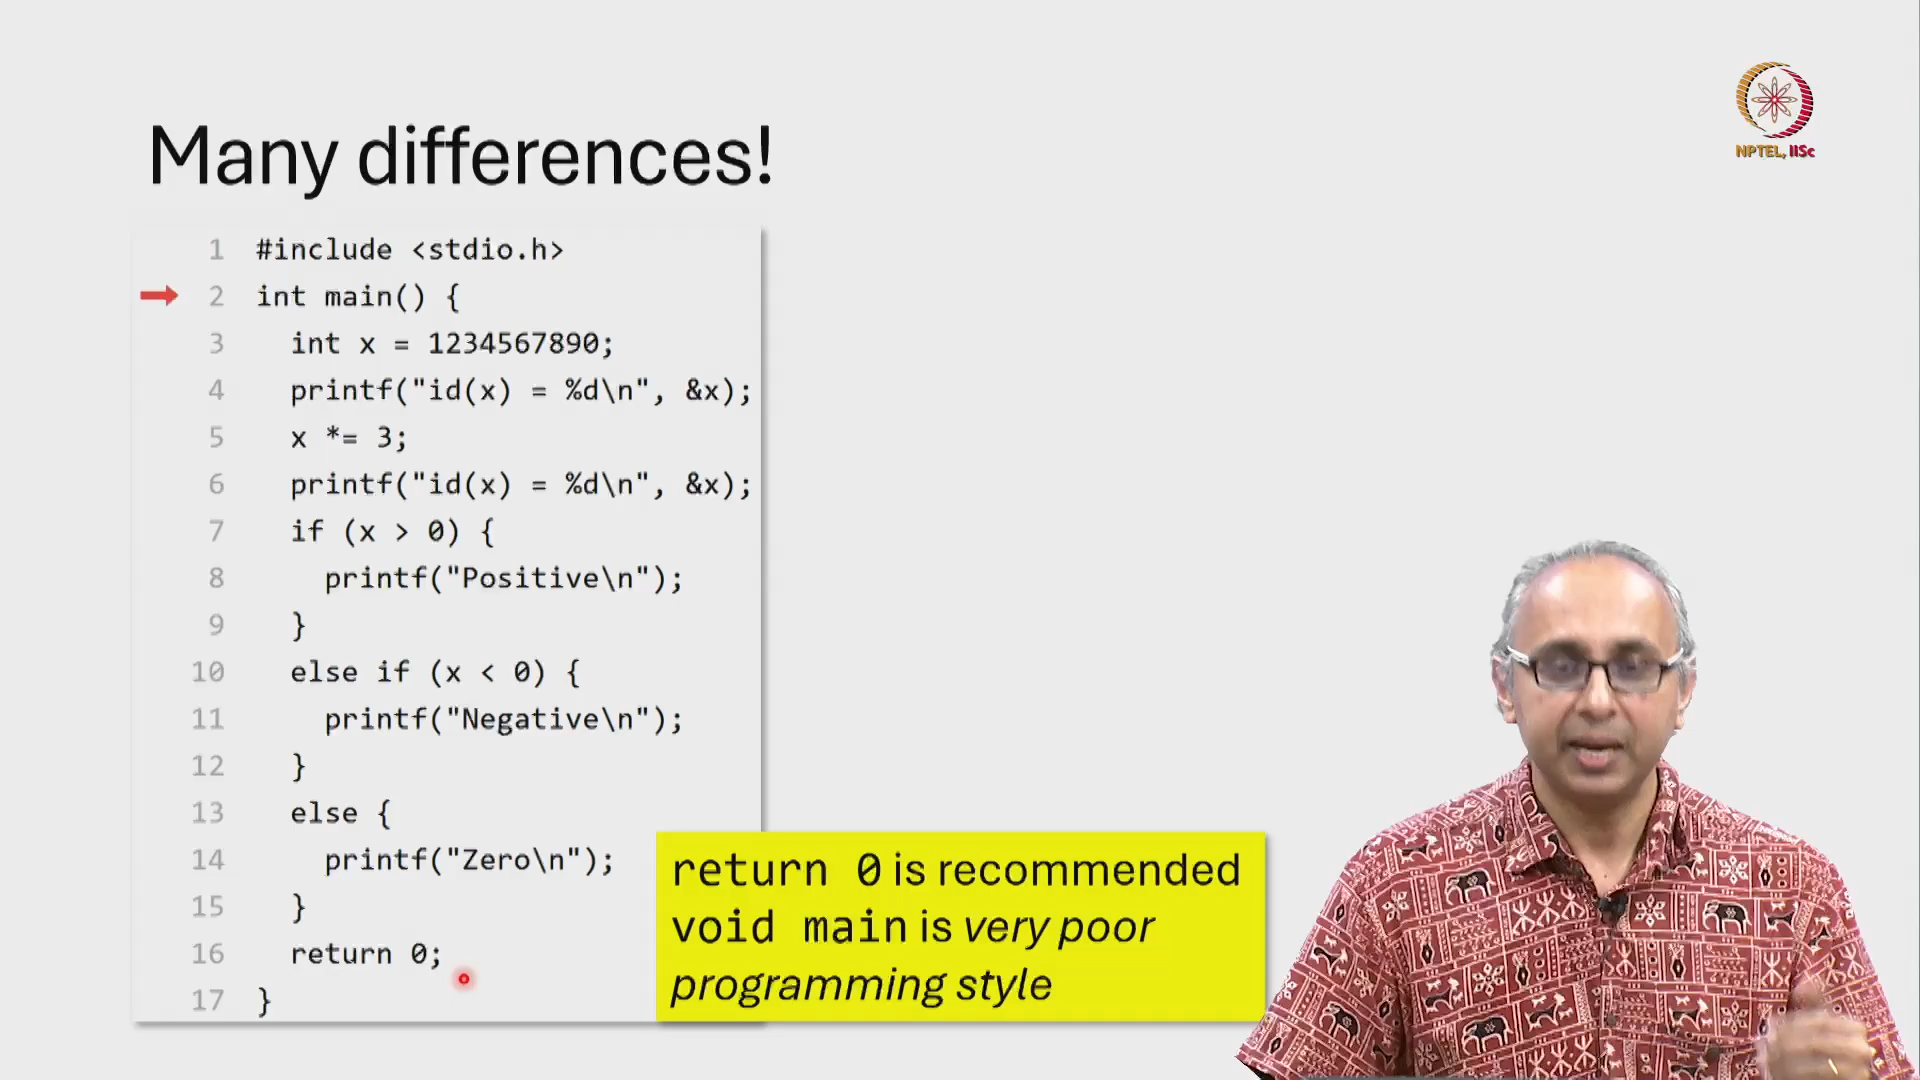 NPTEL, IISc
Many differences!
1 #include <stdio.h>
2 int main() {
3 int x = 1234567890;
4 printf("id(x) = %d\n", &x);
5 x *= 3;
6 printf("id(x) = %d\n", &x);
7 if (x > 0) {
8 printf("Positive\n");
9 }
10 else if (x < 0) {
11 printf("Negative\n");
12 }
13 else {
14 printf("Zero\n");
15 }
16 return 0;
17 }
return 0 is recommended
void main is very poor
programming style